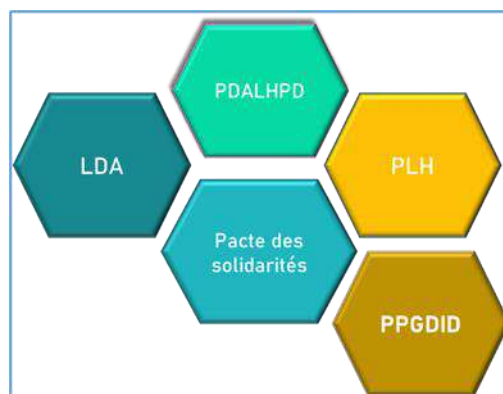 PDALHPD
LDA
PLH
Pacte des
solidarités
PPGDID